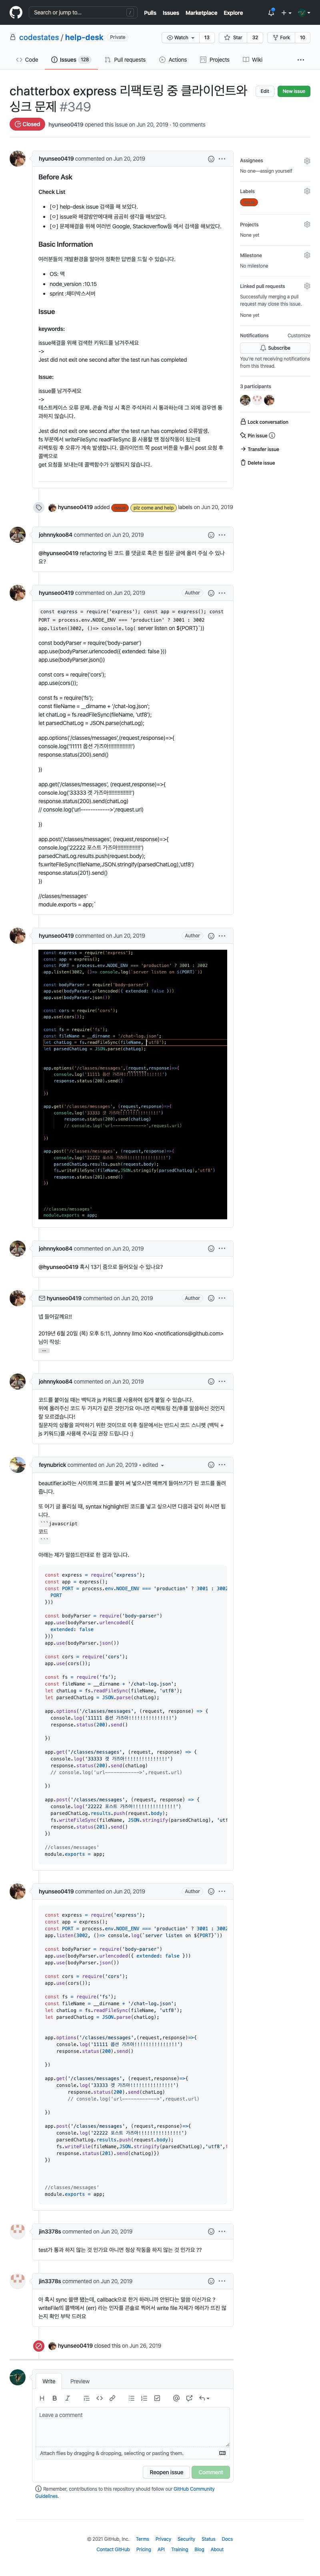 Search or jump to...
/
Pulls Issues Marketplace Explore
codestates / help-desk Private
Watch 13 Star 32 Fork 10
Code Issues 128 Pull requests Actions Projects Wiki
chatterbox express 리팩토링 중 클라이언트와
싱크 문제 #349
Edit New issue
Closed hyunseo0419 opened this issue on Jun 20, 2019 · 10 comments
hyunseo0419 commented on Jun 20, 2019
Before Ask
Check List
[ㅇ] help-desk issue 검색을 해 보았다.
[ㅇ] issue와 해결방안에대해 곰곰히 생각을 해보았다.
[ㅇ] 문제해결을 위해 여러번 Google, Stackoverflow등 에서 검색을 해보았다.
Basic Information
여러분들의 개발환경을 알아야 정확한 답변을 드릴 수 있습니다.
OS: 맥
node_version :10.15
sprint :채터박스서버
Issue
keywords:
issue해결을 위해 검색한 키워드를 남겨주세요
->
Jest did not exit one second after the test run has completed
Issue:
issue를 남겨주세요
->
테스트케이스 오류 문제, 콘솔 작성 시 혹은 주석처리 시 통과하는데 그 외에 경우엔 통
과하지 않습니다.
Jest did not exit one second after the test run has completed 오류발생.
fs 부분에서 writeFileSync readFileSync 을 사용할 땐 정상작동이 됬는데
리팩토링 후 오류가 계속 발생합니다. 클라이언트 쪽 post 버튼을 누를시 post 요청 후
콜백으로
get 요청을 보내는데 콜백함수가 실행되지 않습니다.
Assignees
No one—assign yourself
Labels
Projects
None yet
Milestone
No milestone
Linked pull requests
Successfully merging a pull
request may close this issue.
None yet
Notifications Customize
Subscribe
You're not receiving notifications
from this thread.
3 participants
Lock conversation
Pin issue
Transfer issue
Delete issue
hyunseo0419 added plz come and help labels on Jun 20, 2019
johnnykoo84 commented on Jun 20, 2019
@hyunseo0419 refactoring 된 코드 를 댓글로 혹은 원 질문 글에 올려 주실 수 있나
요?
hyunseo0419 commented on Jun 20, 2019 Author
const express = require('express'); const app = express(); const
PORT = process.env.NODE_ENV === 'production' ? 3001 : 3002
app.listen(3002, ()=> console.log( server listen on ${PORT}`))
const bodyParser = require('body-parser')
app.use(bodyParser.urlencoded({ extended: false }))
app.use(bodyParser.json())
const cors = require('cors');
app.use(cors());
const fs = require('fs');
const fileName = __dirname + '/chat-log.json';
let chatLog = fs.readFileSync(fileName, 'utf8');
let parsedChatLog = JSON.parse(chatLog);
app.options('/classes/messages',(request,response)=>{
console.log('11111 옵션 가즈아!!!!!!!!!!!!!!!')
response.status(200).send()
})
app.get('/classes/messages', (request,response)=>{
console.log('33333 겟 가즈아!!!!!!!!!!!!!!!')
response.status(200).send(chatLog)
// console.log('url------------>',request.url)
})
app.post('/classes/messages', (request,response)=>{
console.log('22222 포스트 가즈아!!!!!!!!!!!!!!!')
parsedChatLog.results.push(request.body);
fs.writeFileSync(fileName,JSON.stringify(parsedChatLog),'utf8')
response.status(201).send()
})
//classes/messages'
module.exports = app;`
hyunseo0419 commented on Jun 20, 2019 Author
const express = require('express');
const app = express();
const PORT = process.env.NODE_ENV === 'production' ? 3001 : 3002
app.listen(3002, ()=> console.log(`server listen on ${PORT}`))
const bodyParser = require('body-parser')
app.use(bodyParser.urlencoded({ extended: false }))
app.use(bodyParser.json())
const cors = require('cors');
app.use(cors());
const fs = require('fs');
const fileName = __dirname + '/chat-log.json';
let chatLog = fs.readFileSync(fileName, 'utf8');
let parsedChatLog = JSON.parse(chatLog);
app.options('/classes/messages',(request,response)=>{
console.log('11111 옵션 가즈아!!!!!!!!!!!!!!!')
response.status(200).send()
})
app.get('/classes/messages', (request,response)=>{
console.log('33333 겟 가즈아!!!!!!!!!!!!!!!')
response.status(200).send(chatLog)
// console.log('url------------>',request.url)
})
app.post('/classes/messages', (request,response)=>{
console.log('22222 포스트 가즈아!!!!!!!!!!!!!!!')
parsedChatLog.results.push(request.body);
fs.writeFileSync(fileName,JSON.stringify(parsedChatLog),'utf8')
response.status(201).send()
})
//classes/messages'
module.exports = app;
johnnykoo84 commented on Jun 20, 2019
@hyunseo0419 혹시 13기 줌으로 들어오실 수 있나요?
hyunseo0419 commented on Jun 20, 2019 Author
넵 들어갈께요!!
2019년 6월 20일 (목) 오후 5:11, Johnny Ilmo Koo <notifications@github.com>
님이 작성:
…
johnnykoo84 commented on Jun 20, 2019
코드를 붙이실 때는 백틱과 js 키워드를 사용하여 쉽게 붙일 수 있습니다.
위에 올려주신 코드 두 가지가 같은 것인가요 아니면 리팩토링 전/후를 말씀하신 것인지
잘 모르겠습니다!
질문자의 상황을 파악하기 위한 것이므로 이후 질문에서는 반드시 코드 스니펫 (백틱 +
js 키워드)를 사용해 주시길 권장 드립니다 :)
feynubrick commented on Jun 20, 2019 • edited
beautifier.io라는 사이트에 코드를 붙여 써 넣으시면 예쁘게 들여쓰기가 된 코드를 돌려
줍니다.
또 여기 글 올리실 때, syntax highlight된 코드를 넣고 싶으시면 다음과 같이 하시면 됩
니다.
```javascript
코드
```
아래는 제가 말씀드린대로 한 결과 입니다.
const express = require('express');
const app = express();
const PORT = process.env.NODE_ENV === 'production' ? 3001 : 3002
PORT
}))
const bodyParser = require('body-parser')
app.use(bodyParser.urlencoded({
extended: false
}))
app.use(bodyParser.json())
const cors = require('cors');
app.use(cors());
const fs = require('fs');
const fileName = __dirname + '/chat-log.json';
let chatLog = fs.readFileSync(fileName, 'utf8');
let parsedChatLog = JSON.parse(chatLog);
app.options('/classes/messages', (request, response) => {
console.log('11111 옵션 가즈아!!!!!!!!!!!!!!!')
response.status(200).send()
})
app.get('/classes/messages', (request, response) => {
console.log('33333 겟 가즈아!!!!!!!!!!!!!!!')
response.status(200).send(chatLog)
// console.log('url------------>',request.url)
})
app.post('/classes/messages', (request, response) => {
console.log('22222 포스트 가즈아!!!!!!!!!!!!!!!')
parsedChatLog.results.push(request.body);
fs.writeFileSync(fileName, JSON.stringify(parsedChatLog), 'utf
response.status(201).send()
})
//classes/messages'
module.exports = app;
hyunseo0419 commented on Jun 20, 2019 Author
const express = require('express');
const app = express();
const PORT = process.env.NODE_ENV === 'production' ? 3001 : 3002
app.listen(3002, ()=> console.log(`server listen on ${PORT}`))
const bodyParser = require('body-parser')
app.use(bodyParser.urlencoded({ extended: false }))
app.use(bodyParser.json())
const cors = require('cors');
app.use(cors());
const fs = require('fs');
const fileName = __dirname + '/chat-log.json';
let chatLog = fs.readFileSync(fileName, 'utf8');
let parsedChatLog = JSON.parse(chatLog);
app.options('/classes/messages',(request,response)=>{
console.log('11111 옵션 가즈아!!!!!!!!!!!!!!!')
response.status(200).send()
})
app.get('/classes/messages', (request,response)=>{
console.log('33333 겟 가즈아!!!!!!!!!!!!!!!')
response.status(200).send(chatLog)
// console.log('url------------>',request.url)
})
app.post('/classes/messages', (request,response)=>{
console.log('22222 포스트 가즈아!!!!!!!!!!!!!!!')
parsedChatLog.results.push(request.body);
fs.writeFile(fileName,JSON.stringify(parsedChatLog),'utf8',
response.status(201).send()})
})
//classes/messages'
module.exports = app;
jin3378s commented on Jun 20, 2019
test가 통과 하지 않는 것 인가요 아니면 정상 작동을 하지 않는 것 인가요 ??
jin3378s commented on Jun 20, 2019
아 혹시 sync 쓸땐 됐는데, callback으로 한거 하려니까 안된다는 말씀 이신가요 ?
writeFile의 콜백에서 (err) 라는 인자를 콘솔로 찍어서 write file 자체가 에러가 뜨진 않
는지 확인 부탁 드려요
hyunseo0419 closed this on Jun 26, 2019
Write Preview
Leave a comment
Attach files by dragging & dropping, selecting or pasting them.
Reopen issue Comment
Remember, contributions to this repository should follow our GitHub Community
Guidelines.
© 2021 GitHub, Inc. Terms Privacy Security Status Docs
Contact GitHub Pricing API Training Blog About